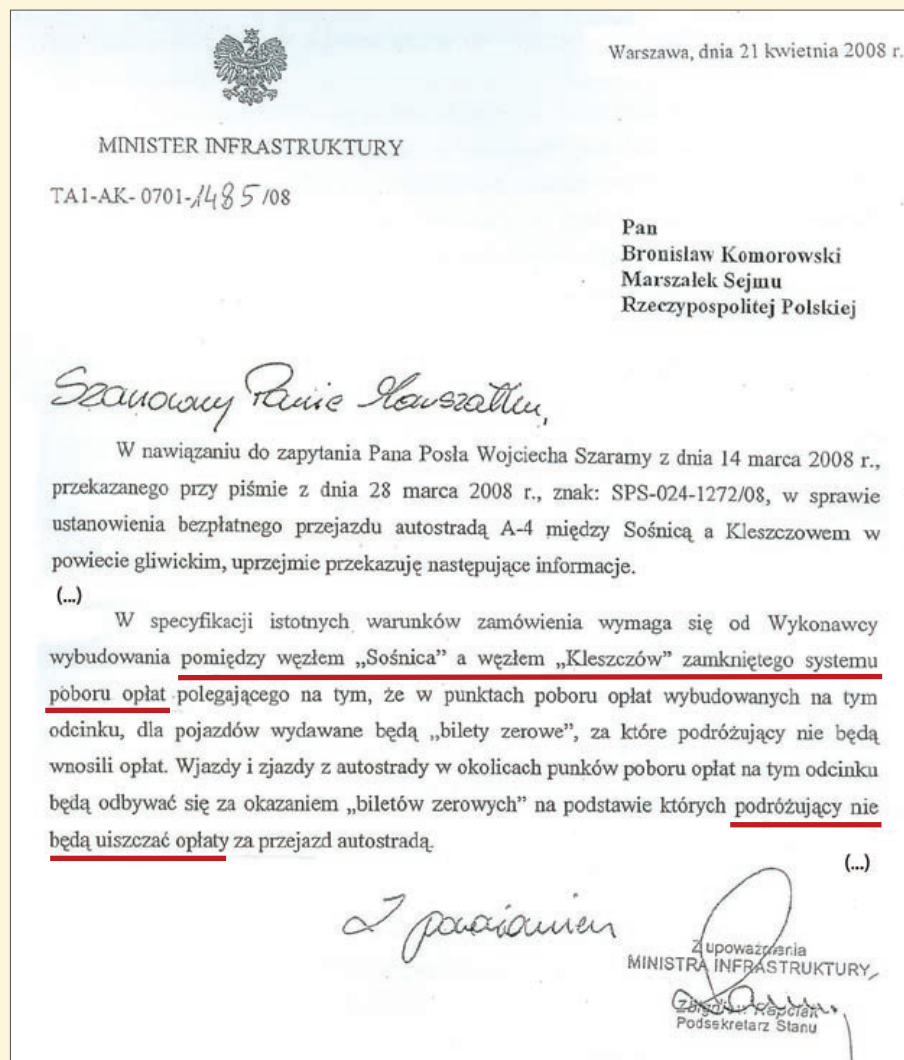 Warszawa, dnia 21 kwietnia 2008 r.
MINISTER INFRASTRUKTURY
TA1-AK- 0701-1485/08
Pan
Bronisław Komorowski
Marszałek Sejmu
Rzeczypospolitej Polskiej
Szanowny Panie Marszałku,
W nawiązaniu do zapytania Pana Posła Wojciecha Szaramy z dnia 14 marca 2008 r.,
przekazanego przy piśmie z dnia 28 marca 2008 r., znak: SPS-024-1272/08, w sprawie
ustanowienia bezpłatnego przejazdu autostradą A-4 między Sośnicą a Kleszczowem w
powiecie gliwickim, uprzejmie przekazuję następujące informacje.
(...)
W specyfikacji istotnych warunków zamówienia wymaga się od Wykonawcy
wybudowania pomiędzy węzłem „Sośnica” a węzłem „Kleszczów” zamkniętego systemu
poboru opłat polegającego na tym, że w punktach poboru opłat wybudowanych na tym
odcinku, dla pojazdów wydawane będą „bilety zerowe”, za które podróżujący nie będą
wnosili opłat. Wjazdy i zjazdy z autostrady w okolicach punków poboru opłat na tym odcinku
będą odbywać się za okazaniem „biletów zerowych” na podstawie których podróżujący nie
będą uiszczać opłaty za przejazd autostradą.
(...)
Z poważaniem
Z upoważnienia
MINISTRA INFRASTRUKTURY
Zbigniew Rapciak
Podsekretarz Stanu